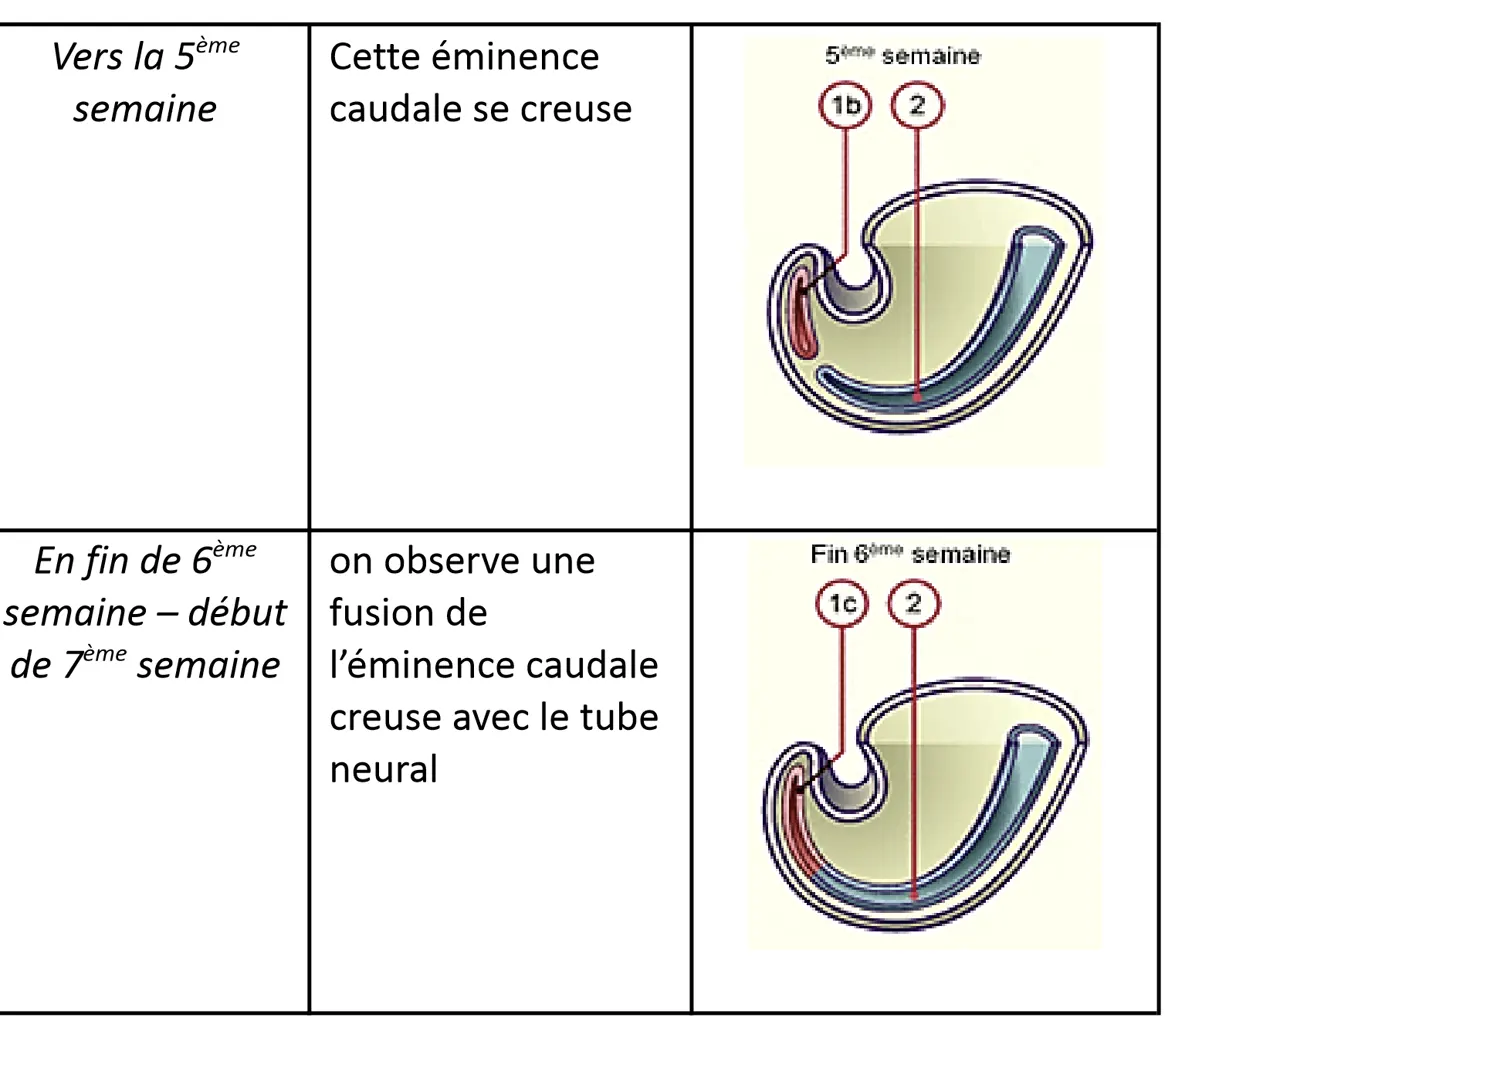 Vers la 5ème
semaine
Cette éminence
caudale se creuse
5ème semaine
1b 2
En fin de 6ème
semaine – début
de 7ème semaine
on observe une
fusion de
l’éminence caudale
creuse avec le tube
neural
Fin 6ème semaine
1c 2